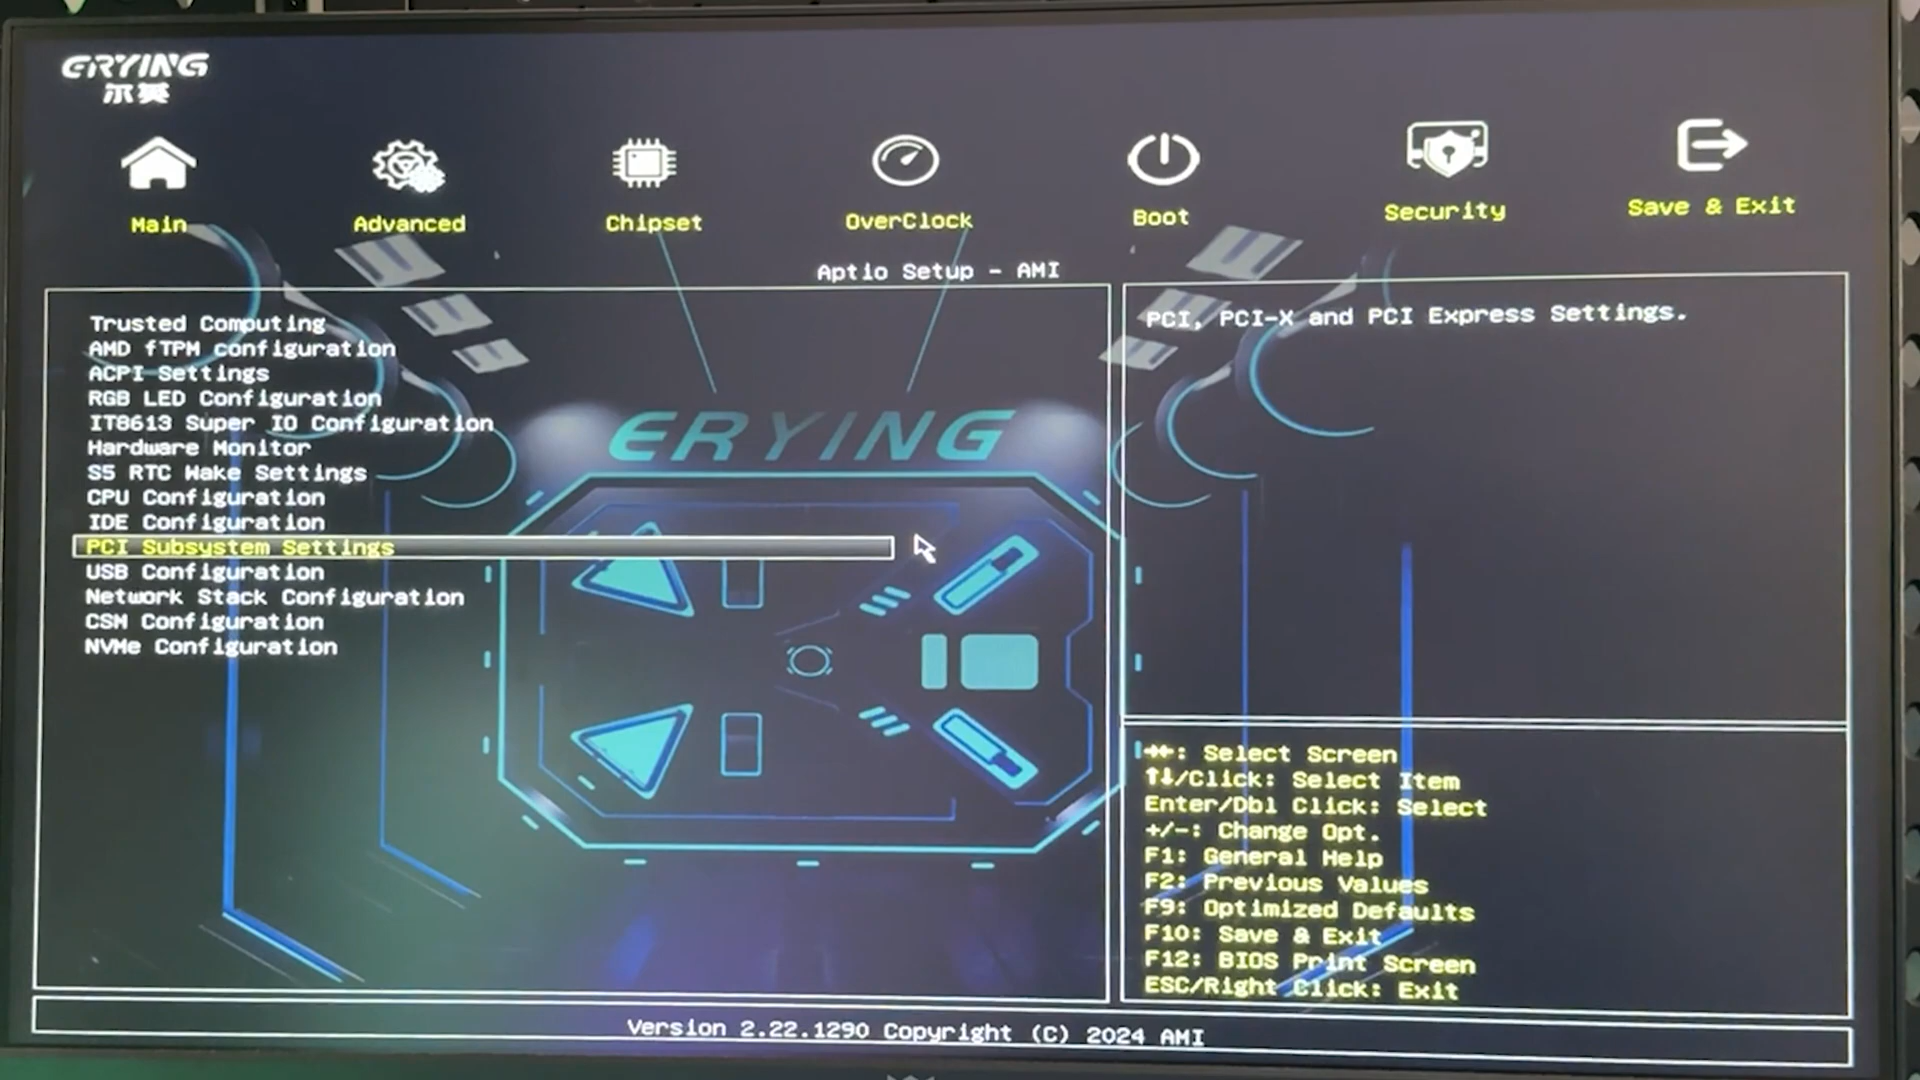 ERYING
尔英
Main
Advanced
Chipset
OverClock
Boot
Security
Save & Exit
Aptio Setup - AMI
Trusted Computing
AMD fTPM configuration
ACPI Settings
RGB LED Configuration
IT8613 Super IO Configuration
Hardware Monitor
S5 RTC Wake Settings
CPU Configuration
IDE Configuration
PCI Subsystem Settings
USB Configuration
Network Stack Configuration
CSM Configuration
NVMe Configuration
ERYING
PCI, PCI-X and PCI Express Settings.
→←: Select Screen
↑↓/Click: Select Item
Enter/Dbl Click: Select
+/-: Change Opt.
F1: General Help
F2: Previous Values
F9: Optimized Defaults
F10: Save & Exit
F12: BIOS Print Screen
ESC/Right Click: Exit
Version 2.22.1290 Copyright (C) 2024 AMI